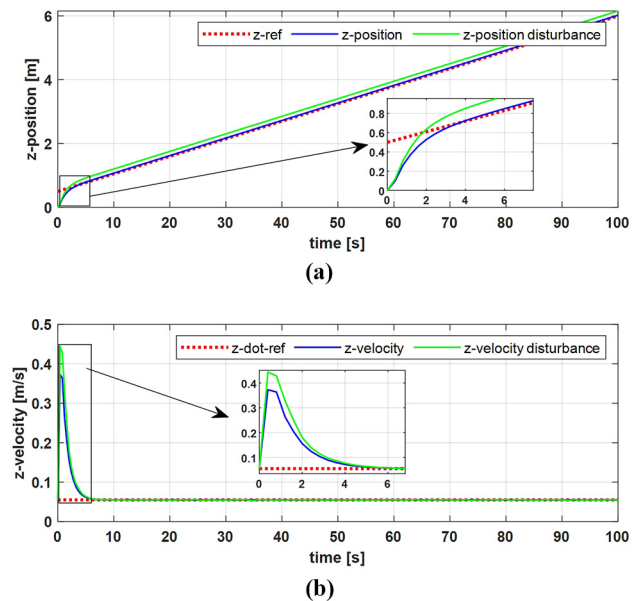 6
4
2
0
z-position [m]
z-ref z-position z-position disturbance
0.8
0.6
0.4
0.2
0
0 2 4 6
0 10 20 30 40 50 60 70 80 90 100
time [s]
(a)
0.5
0.4
0.3
0.2
0.1
0
z-velocity [m/s]
z-dot-ref z-velocity z-velocity disturbance
0.4
0.3
0.2
0.1
0 2 4 6
0 10 20 30 40 50 60 70 80 90 100
time [s]
(b)